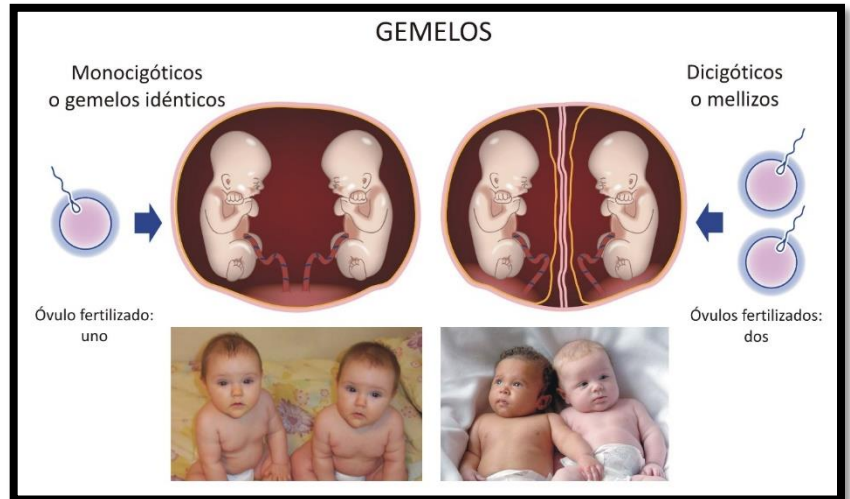 GEMELOS
Monocigóticos
o gemelos idénticos
Dicigóticos
o mellizos
Óvulo fertilizado:
uno
Óvulos fertilizados:
dos